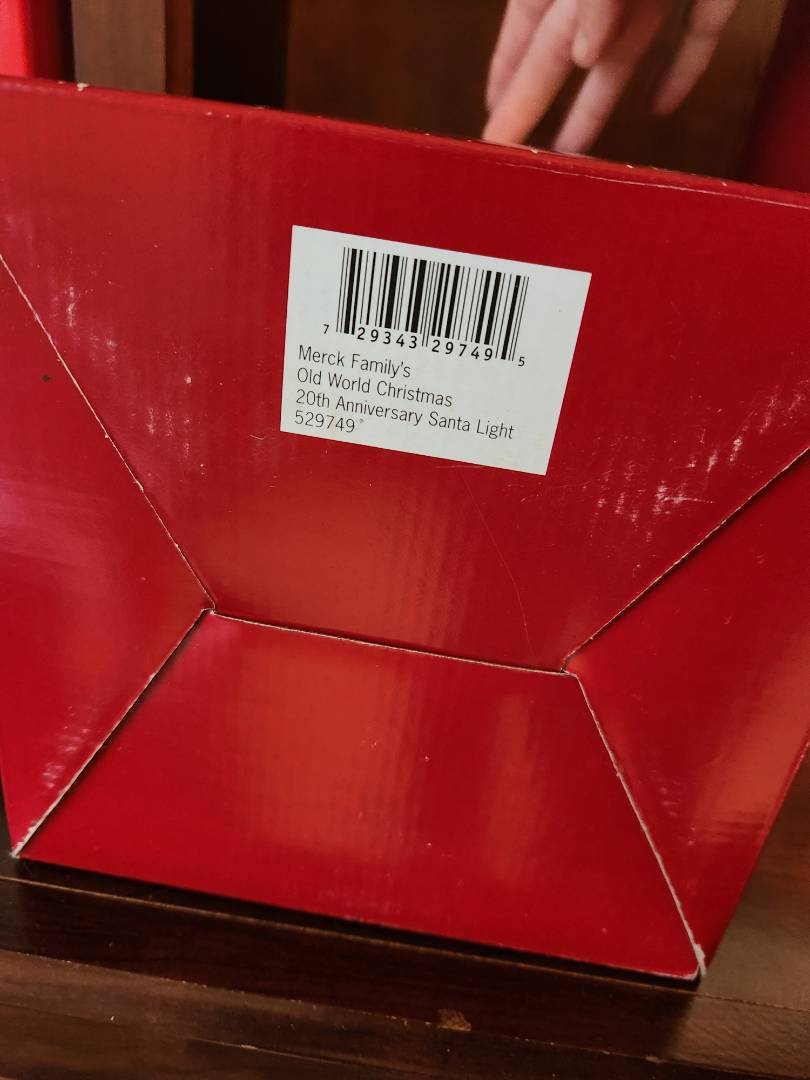 7 29343 29749 5
Merck Family's
Old World Christmas
20th Anniversary Santa Light
529749